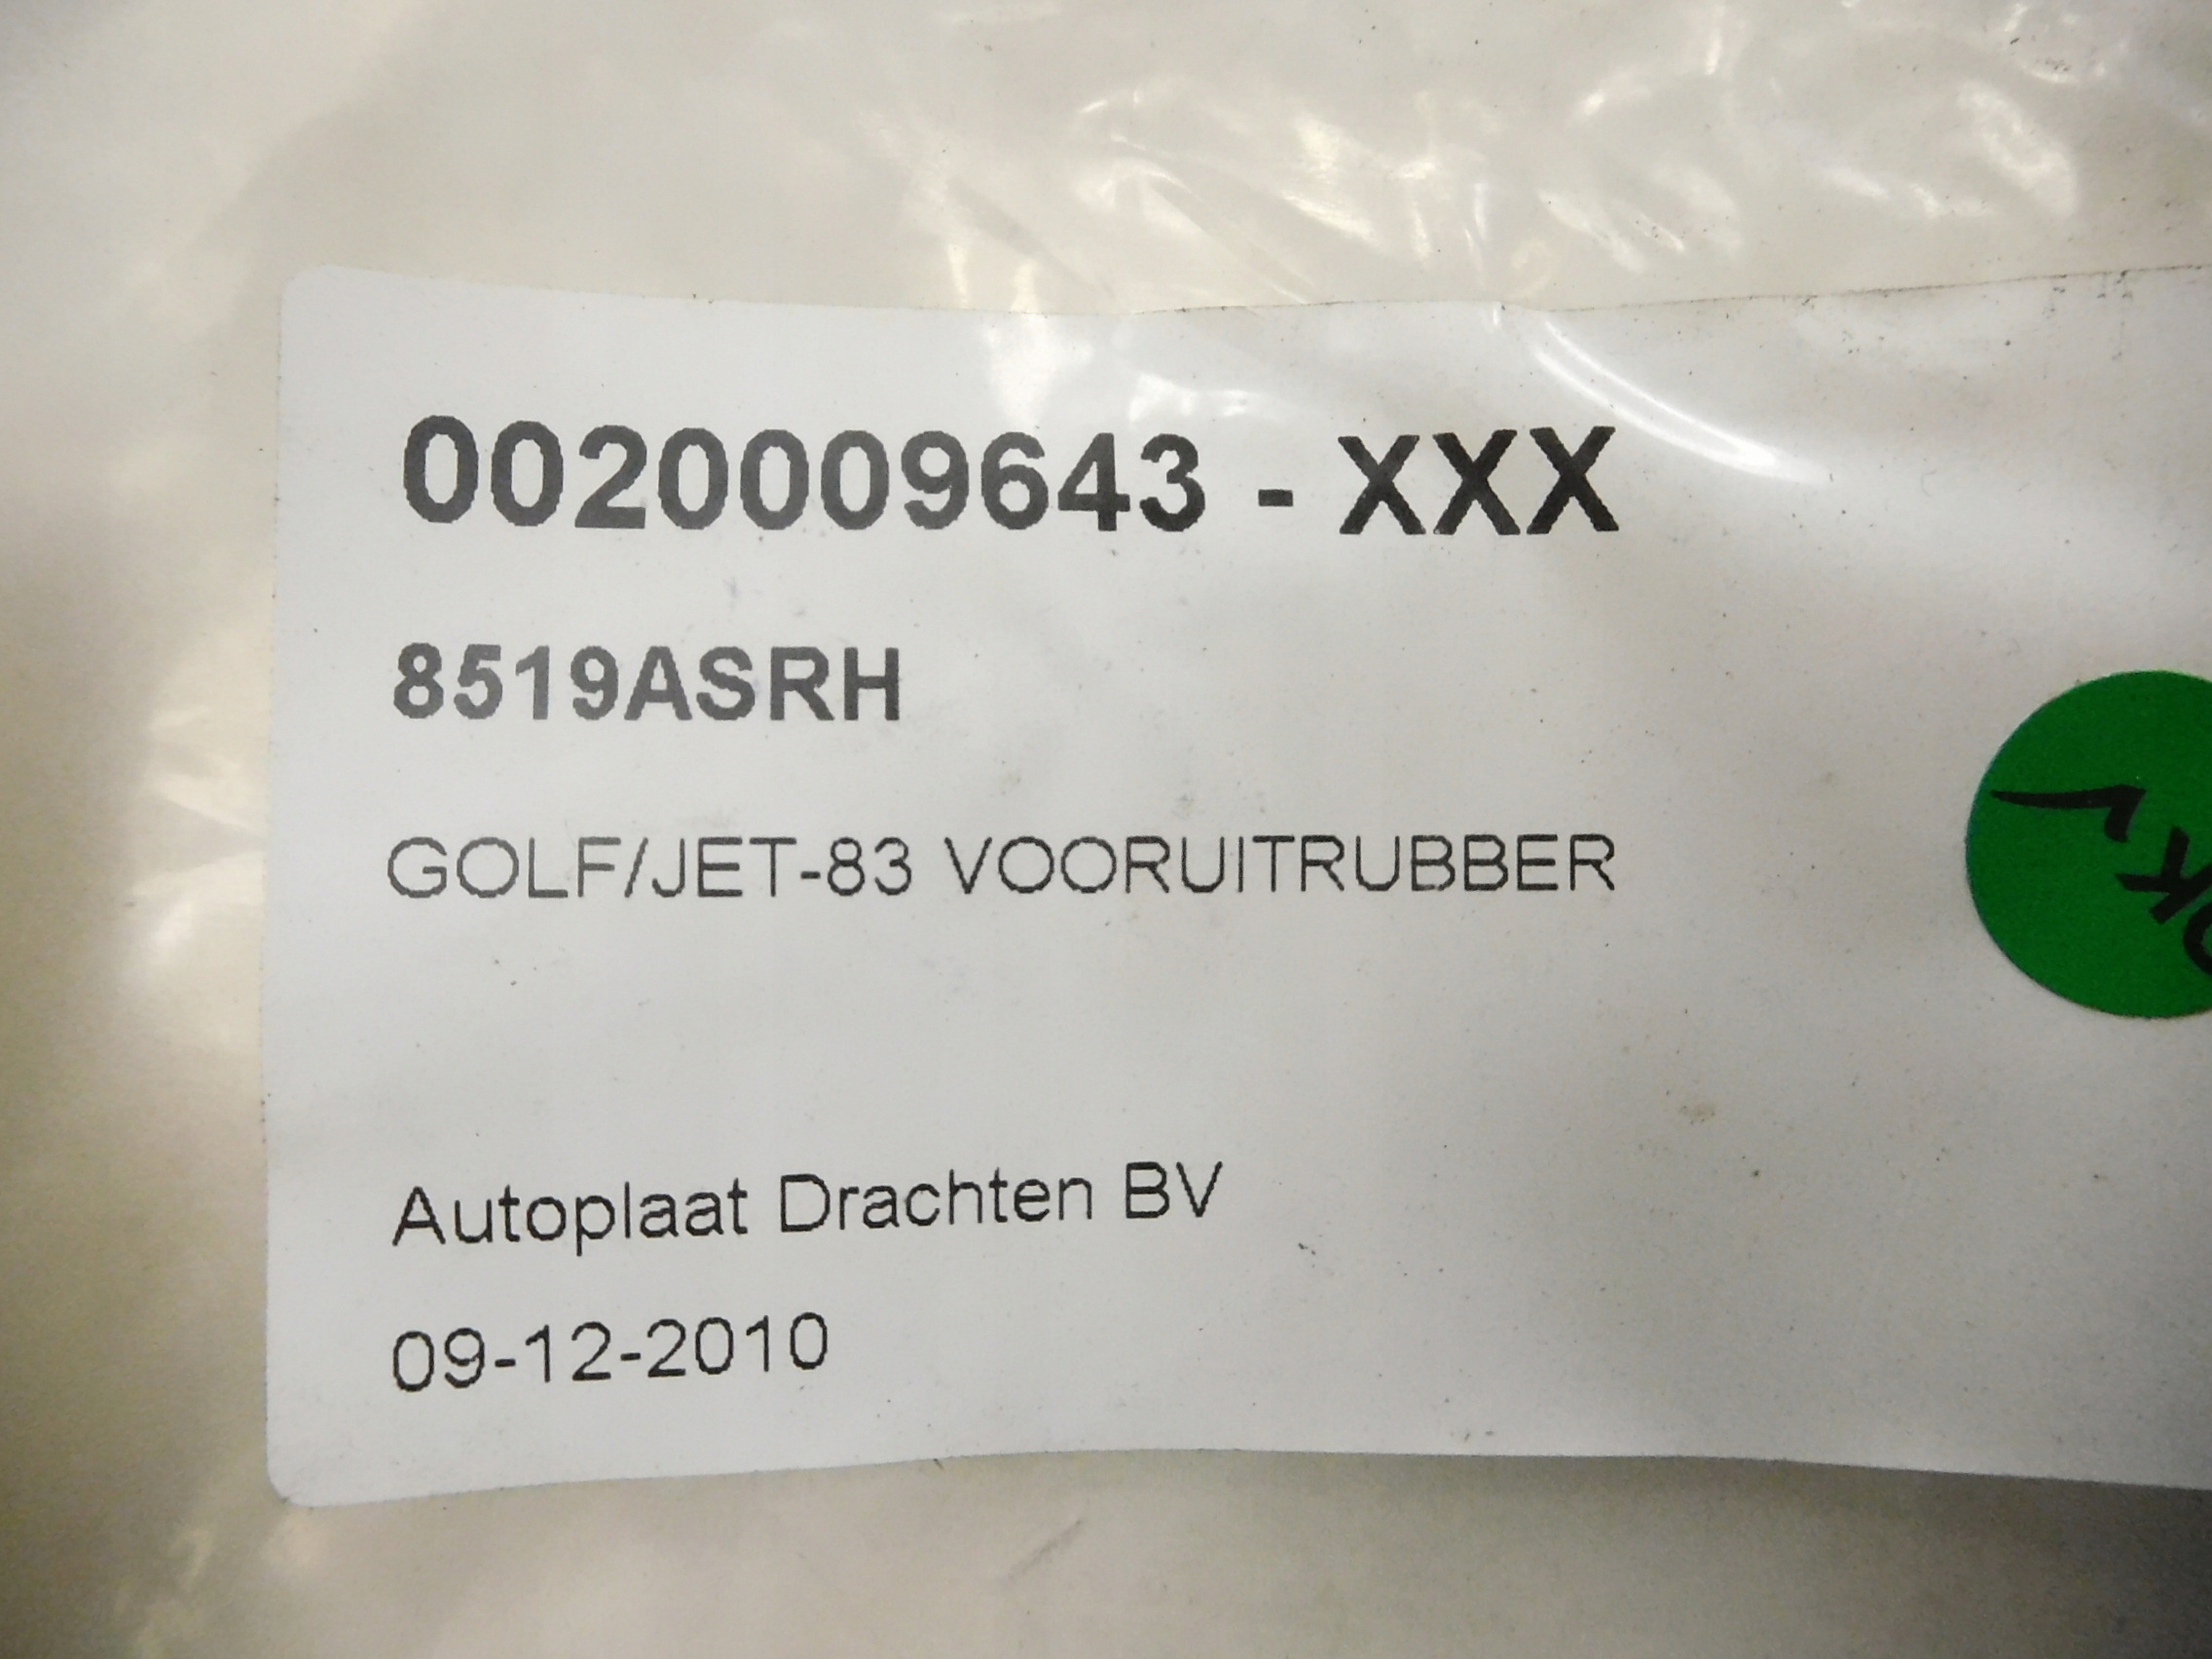 0020009643 - XXX
8519ASRH
GOLF/JET-83 VOORUITRUBBER
Autoplaat Drachten BV
09-12-2010